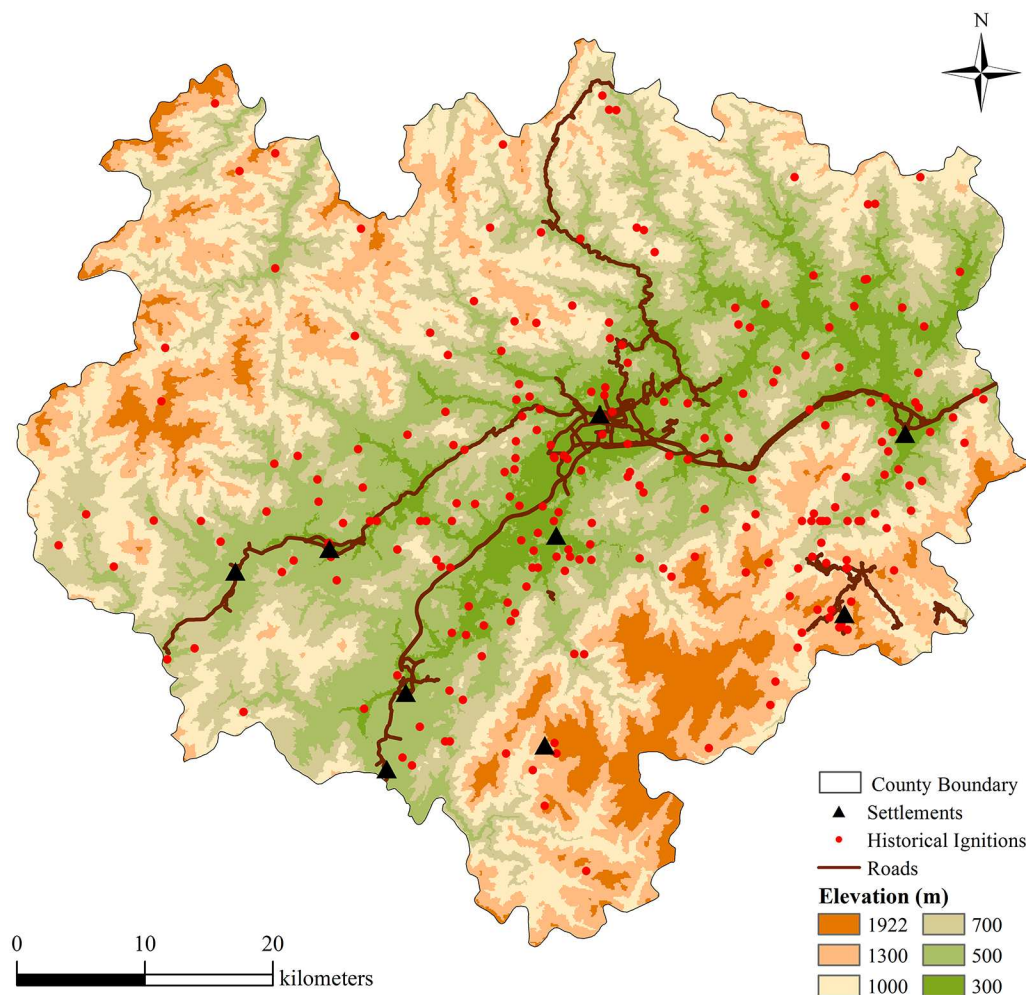 N
County Boundary
Settlements
Historical Ignitions
Roads
Elevation (m)
1922 700
1300 500
1000 300
0 10 20
kilometers